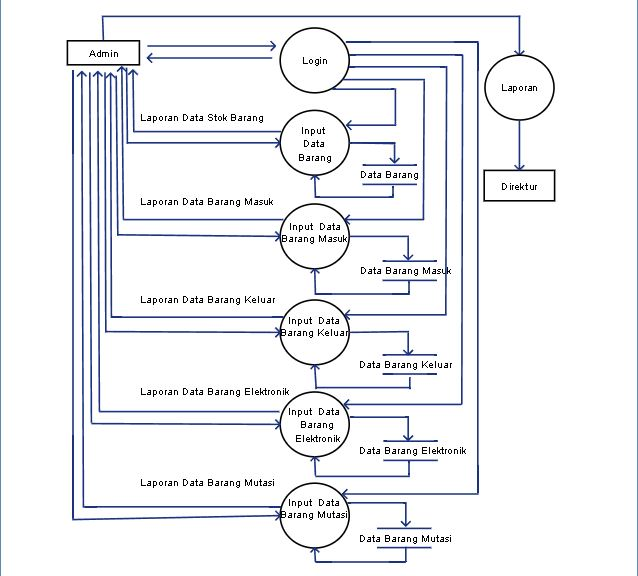 Admin
Login
Laporan
Laporan Data Stok Barang
Input
Data
Barang
Data Barang
Direktur
Laporan Data Barang Masuk
Input Data
Barang Masuk
Data Barang Masuk
Laporan Data Barang Keluar
Input Data
Barang Keluar
Data Barang Keluar
Laporan Data Barang Elektronik
Input Data
Barang
Elektronik
Data Barang Elektronik
Laporan Data Barang Mutasi
Input Data
Barang Mutasi
Data Barang Mutasi